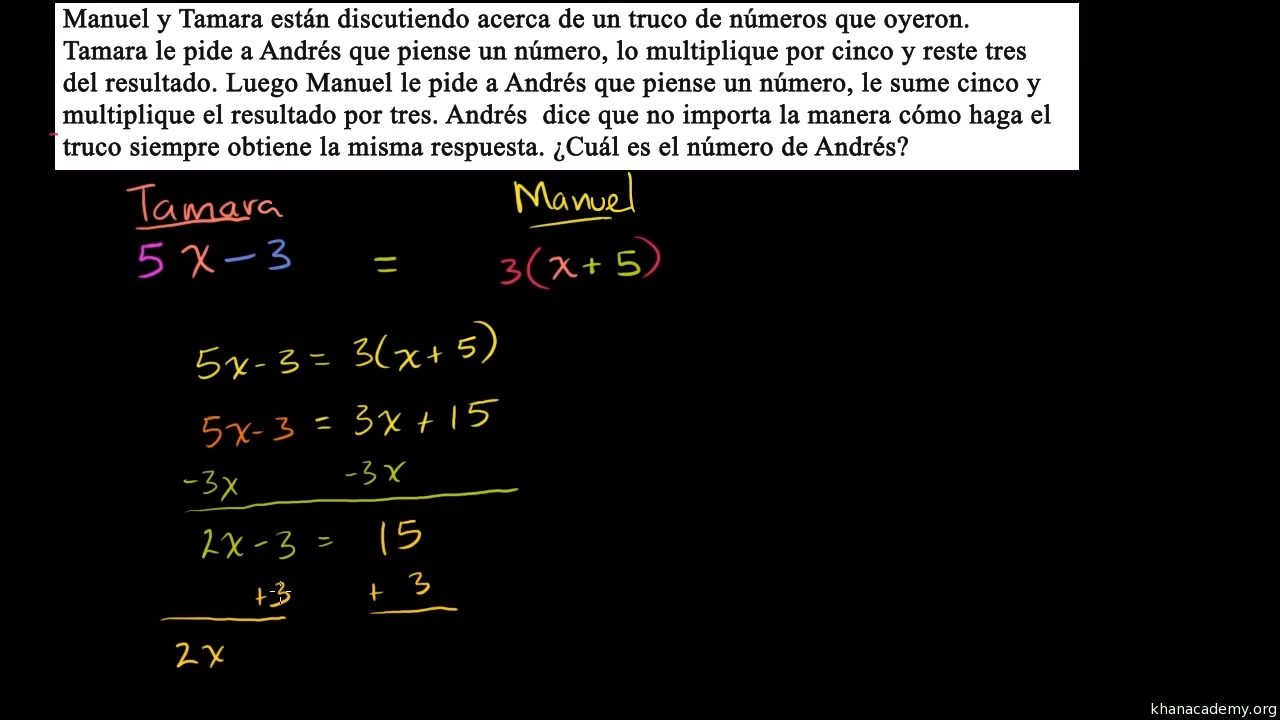 Manuel y Tamara están discutiendo acerca de un truco de números que oyeron.
Tamara le pide a Andrés que piense un número, lo multiplique por cinco y reste tres
del resultado. Luego Manuel le pide a Andrés que piense un número, le sume cinco y
multiplique el resultado por tres. Andrés dice que no importa la manera cómo haga el
truco siempre obtiene la misma respuesta. ¿Cuál es el número de Andrés?
Tamara Manuel
5x-3 = 3(x+5)
5x-3 = 3(x+5)
5x-3 = 3x+15
-3x -3x
2x-3 = 15
+3 +3
2x
khanacademy.org